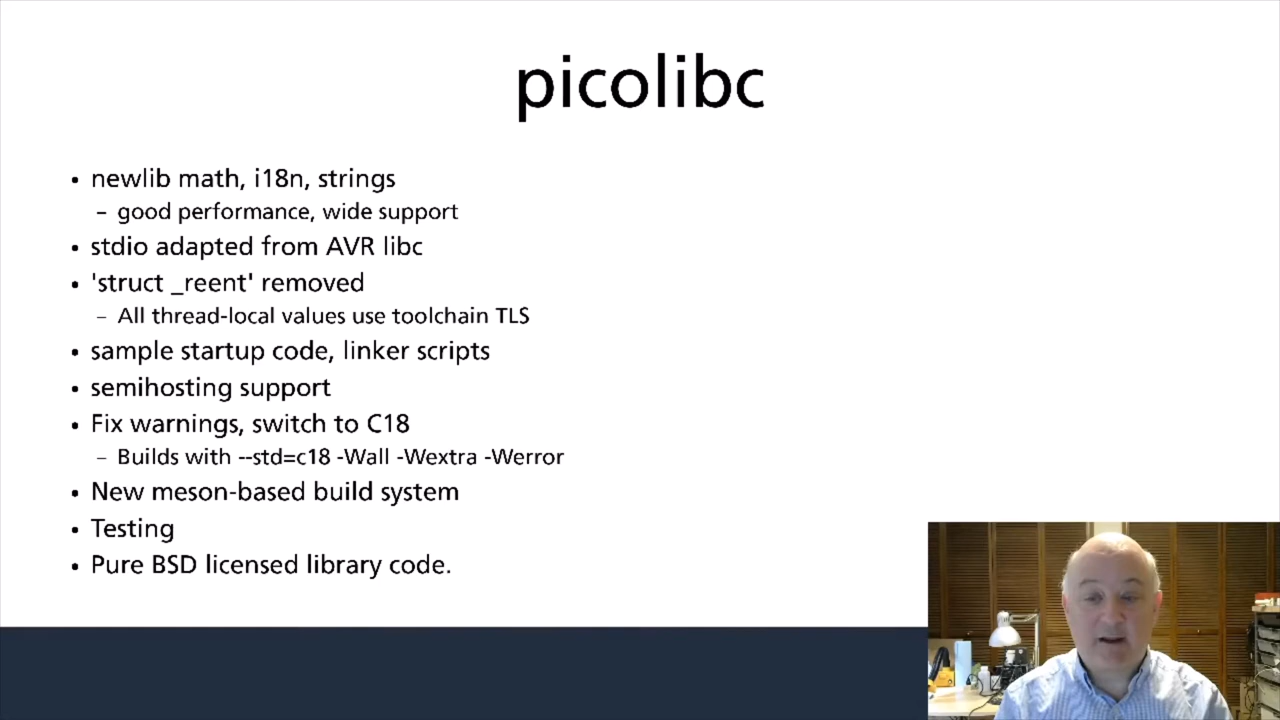 picolibc
• newlib math, i18n, strings
– good performance, wide support
• stdio adapted from AVR libc
• 'struct _reent' removed
– All thread-local values use toolchain TLS
• sample startup code, linker scripts
• semihosting support
• Fix warnings, switch to C18
– Builds with --std=c18 -Wall -Wextra -Werror
• New meson-based build system
• Testing
• Pure BSD licensed library code.